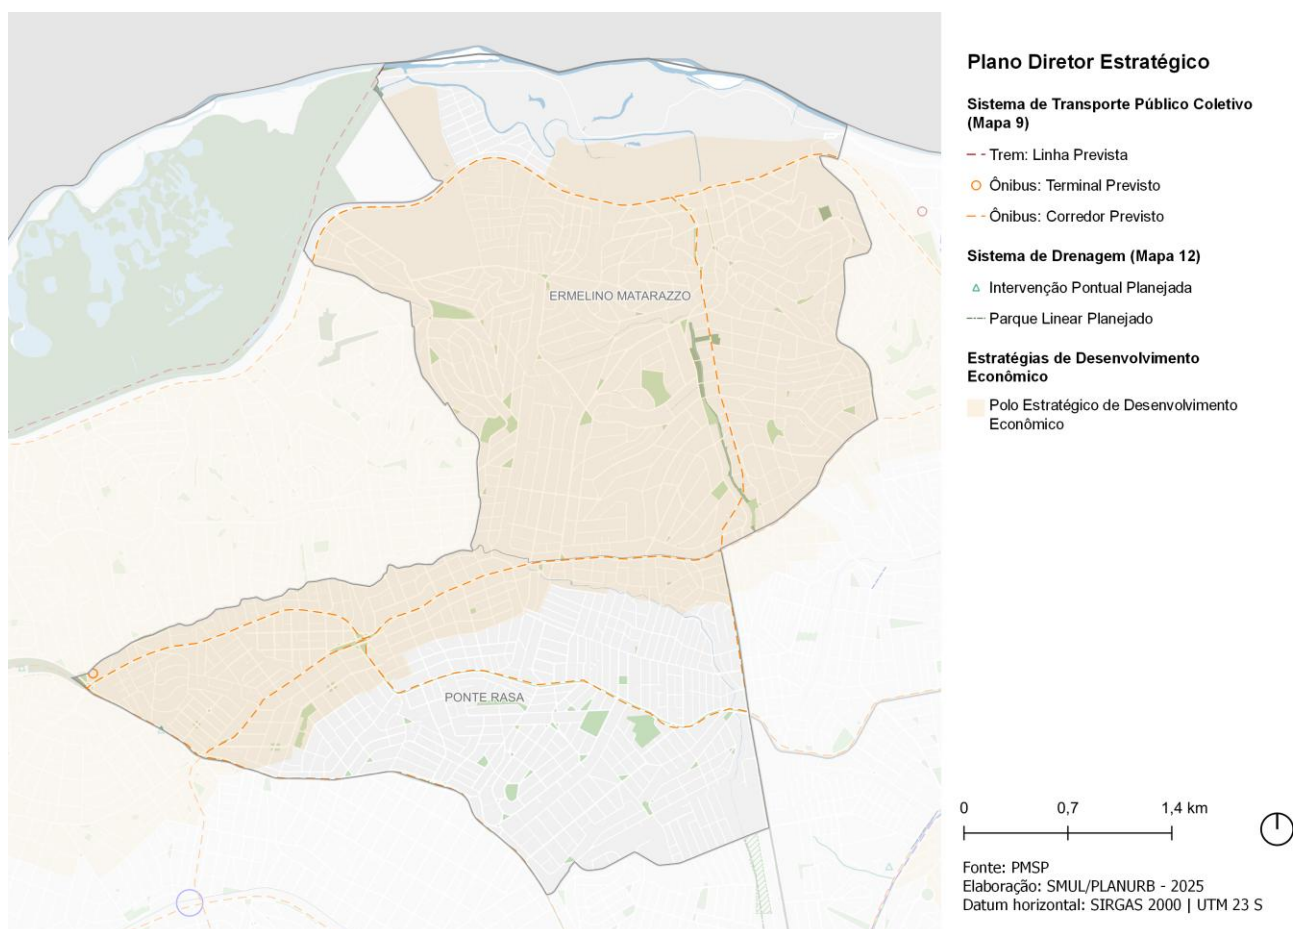 Plano Diretor Estratégico
Sistema de Transporte Público Coletivo
(Mapa 9)
Trem: Linha Prevista
Ônibus: Terminal Previsto
Ônibus: Corredor Previsto
Sistema de Drenagem (Mapa 12)
Intervenção Pontual Planejada
Parque Linear Planejado
Estratégias de Desenvolvimento
Econômico
Polo Estratégico de Desenvolvimento
Econômico
ERMELINO MATARAZZO
PONTE RASA
0 0,7 1,4 km
Fonte: PMSP
Elaboração: SMUL/PLANURB - 2025
Datum horizontal: SIRGAS 2000 | UTM 23 S